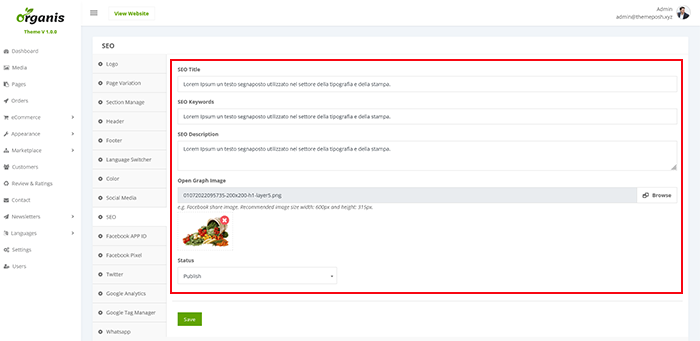 Organis
Theme V 1.0.0
View Website
Admin
admin@themeposh.xyz
Dashboard
Media
Pages
Orders
eCommerce
Appearance
Marketplace
Customers
Review & Ratings
Contact
Newsletters
Languages
Settings
Users
SEO
Logo
Page Variation
Section Manage
Header
Footer
Language Switcher
Color
Social Media
SEO
Facebook APP ID
Facebook Pixel
Twitter
Google Analytics
Google Tag Manager
Whatsapp
SEO Title
Lorem Ipsum un testo segnaposto utilizzato nel settore della tipografia e della stampa.
SEO Keywords
Lorem Ipsum un testo segnaposto utilizzato nel settore della tipografia e della stampa.
SEO Description
Lorem Ipsum un testo segnaposto utilizzato nel settore della tipografia e della stampa.
Open Graph Image
01072022095735-200x200-h1-layer5.png
Browse
e.g. Facebook share image. Recommended image size width: 600px and height: 315px.
Status
Publish
Save